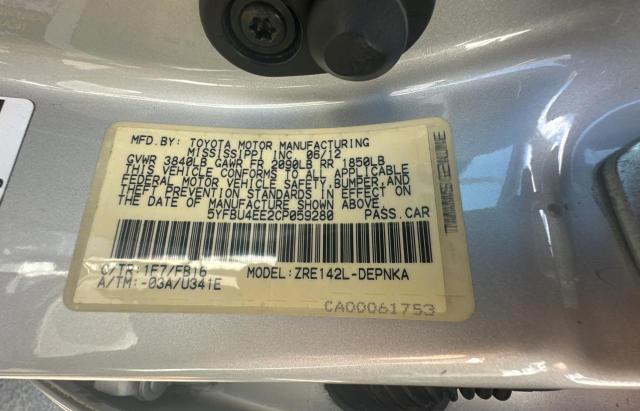 MFD.BY: TOYOTA MOTOR MANUFACTURING
MISSISSIPPI, INC 06/12
GVWR 3840LB GAWR FR 2090LB RR 1850LB
THIS VEHICLE CONFORMS TO ALL APPLICABLE
FEDERAL MOTOR VEHICLE SAFETY, BUMPER, AND
THEFT PREVENTION STANDARDS IN EFFECT ON
THE DATE OF MANUFACTURE SHOWN ABOVE.
5YFBU4EE2CP059280 PASS.CAR
C/TR: 1F7/FB16 MODEL: ZRE142L-DEPNKA
A/TM: -03A/U341E
CA00061753